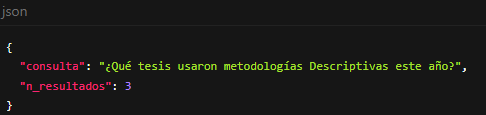 json
{
"consulta": "¿Qué tesis usaron metodologías Descriptivas este año?",
"n_resultados": 3
}